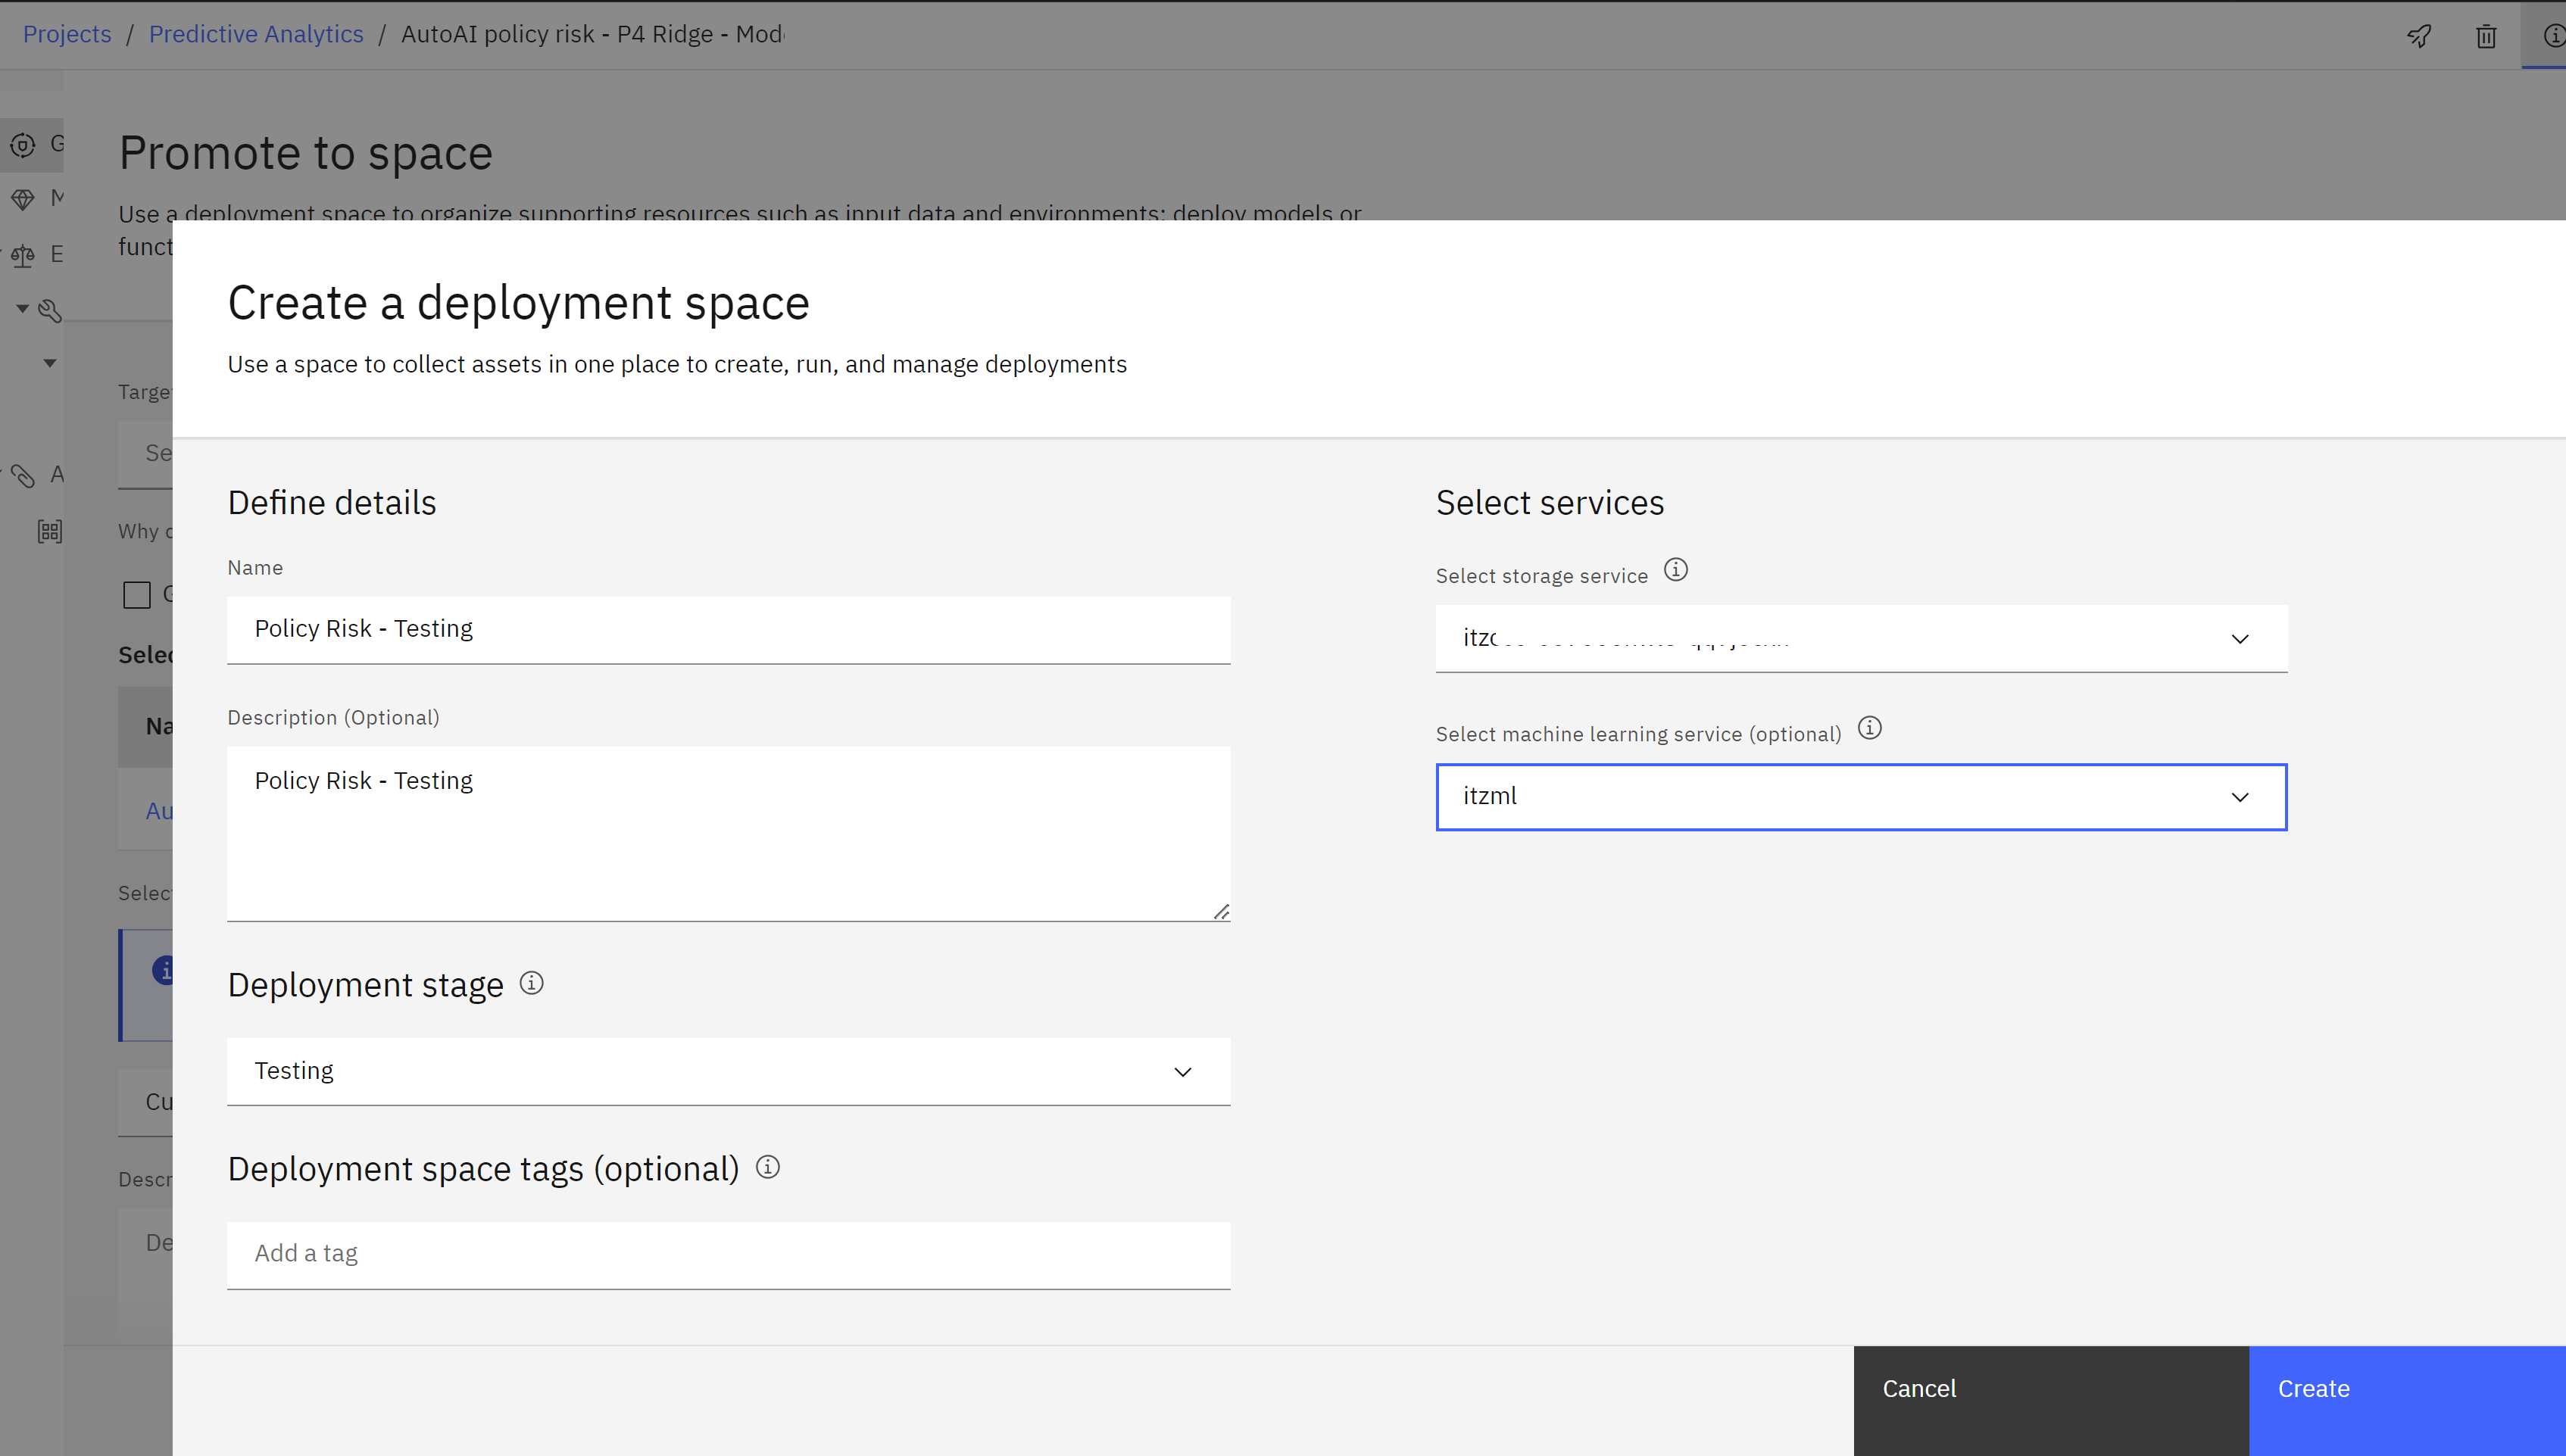 Projects / Predictive Analytics / AutoAI policy risk - P4 Ridge - Mod
Promote to space
Use a deployment space to organize supporting resources such as input data and environments; deploy models or
funct
G
M
E
A
Targe
Se
Why
Selec
Na
Au
Selec
Cu
Descr
De
Create a deployment space
Use a space to collect assets in one place to create, run, and manage deployments
Define details
Name
Policy Risk - Testing
Description (Optional)
Policy Risk - Testing
Deployment stage
Testing
Deployment space tags (optional)
Add a tag
Select services
Select storage service
Select machine learning service (optional)
itzml
Cancel
Create